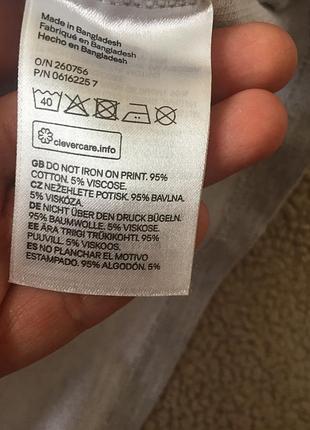 Made in Bangladesh
Fabriqué en Bangladesh
Hecho en Bangladesh
O/N 260756
P/N 0616225 7
40
clevercare.info
GB DO NOT IRON ON PRINT. 95%
COTTON. 5% VISCOSE.
CZ NEŽEHLETE POTISK. 95% BAVLNA.
5% VISKÓZA.
DE NICHT ÜBER DEN DRUCK BÜGELN.
95% BAUMWOLLE. 5% VISKOSE.
EE ÄRA TRIIGI TRÜKIKOHTI. 95%
PUUVILL. 5% VISKOOS.
ES NO PLANCHAR EL MOTIVO
ESTAMPADO. 95% ALGODÓN. 5%